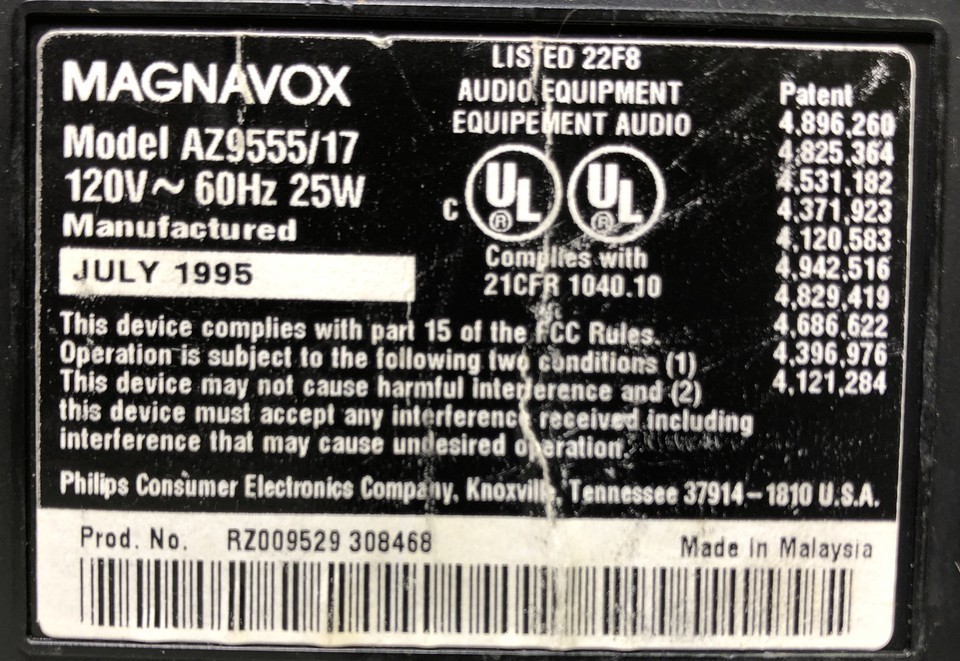 MAGNAVOX
Model AZ9555/17
120V~ 60Hz 25W
Manufactured
JULY 1995
LISTED 22F8
AUDIO EQUIPMENT
EQUIPEMENT AUDIO
C UL® UL®
Complies with
21CFR 1040.10
Patent
4,896,260
4,825,364
4,531,182
4,371,923
4,120,583
4,942,516
4,829,419
4,686,622
4,396,976
4,121,284
This device complies with part 15 of the FCC Rules.
Operation is subject to the following two conditions (1)
This device may not cause harmful interference and (2)
this device must accept any interference received including
interference that may cause undesired operation.
Philips Consumer Electronics Company, Knoxville, Tennessee 37914-1810 U.S.A.
Prod. No. RZ009529 308468
Made in Malaysia